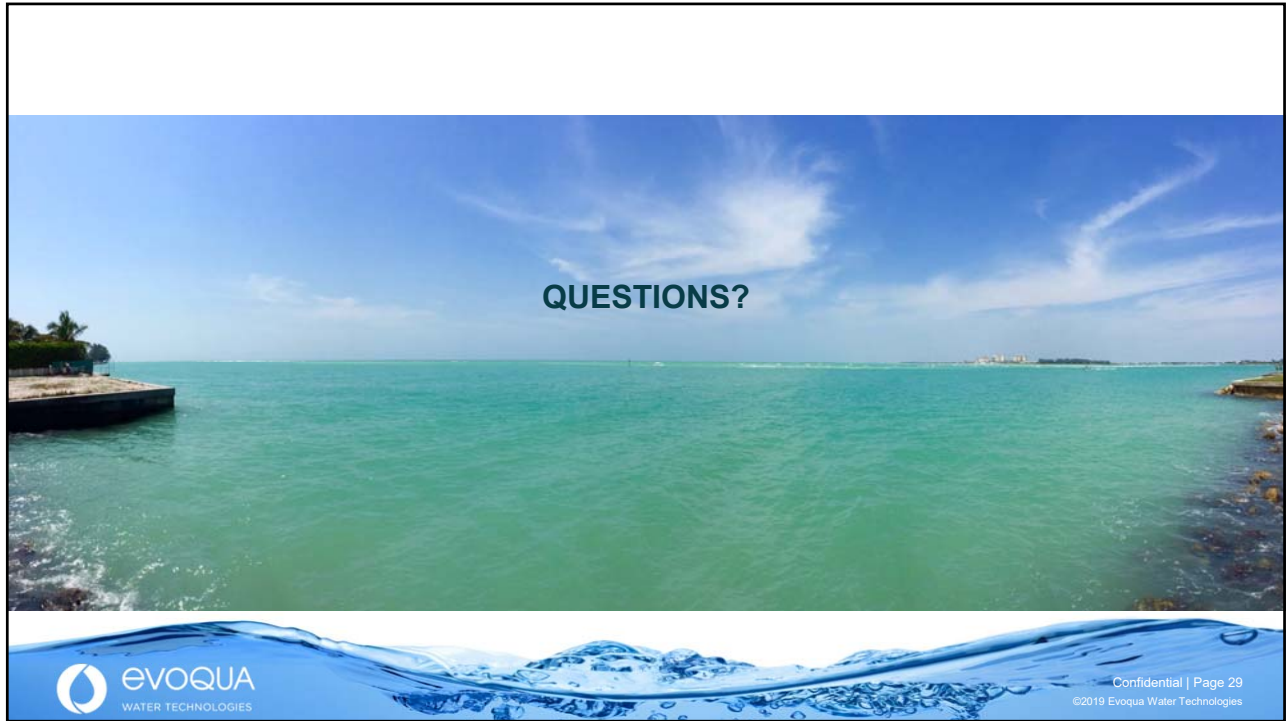 QUESTIONS?
evoqua
WATER TECHNOLOGIES
Confidential | Page 29
©2019 Evoqua Water Technologies